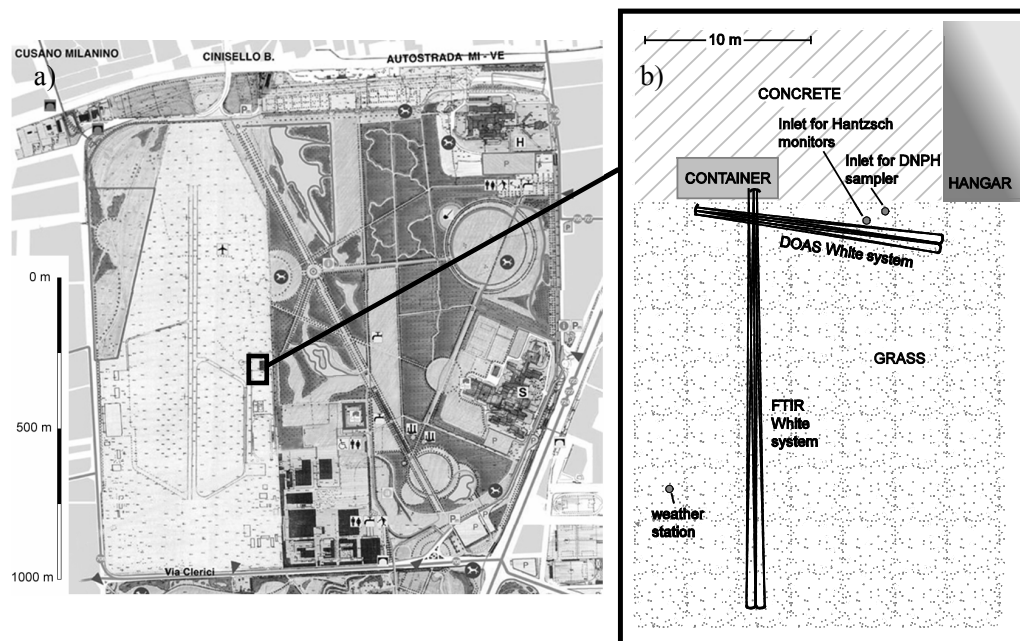 CUSANO MILANINO
CINISELLO B.
AUTOSTRADA MI - VE
a)
P
H
P
0 m
500 m
1000 m
S
P
P
Via Clerici
10 m
b)
CONCRETE
Inlet for Hantzsch
monitors
Inlet for DNPH
sampler
CONTAINER
HANGAR
DOAS White system
GRASS
FTIR
White
system
weather
station